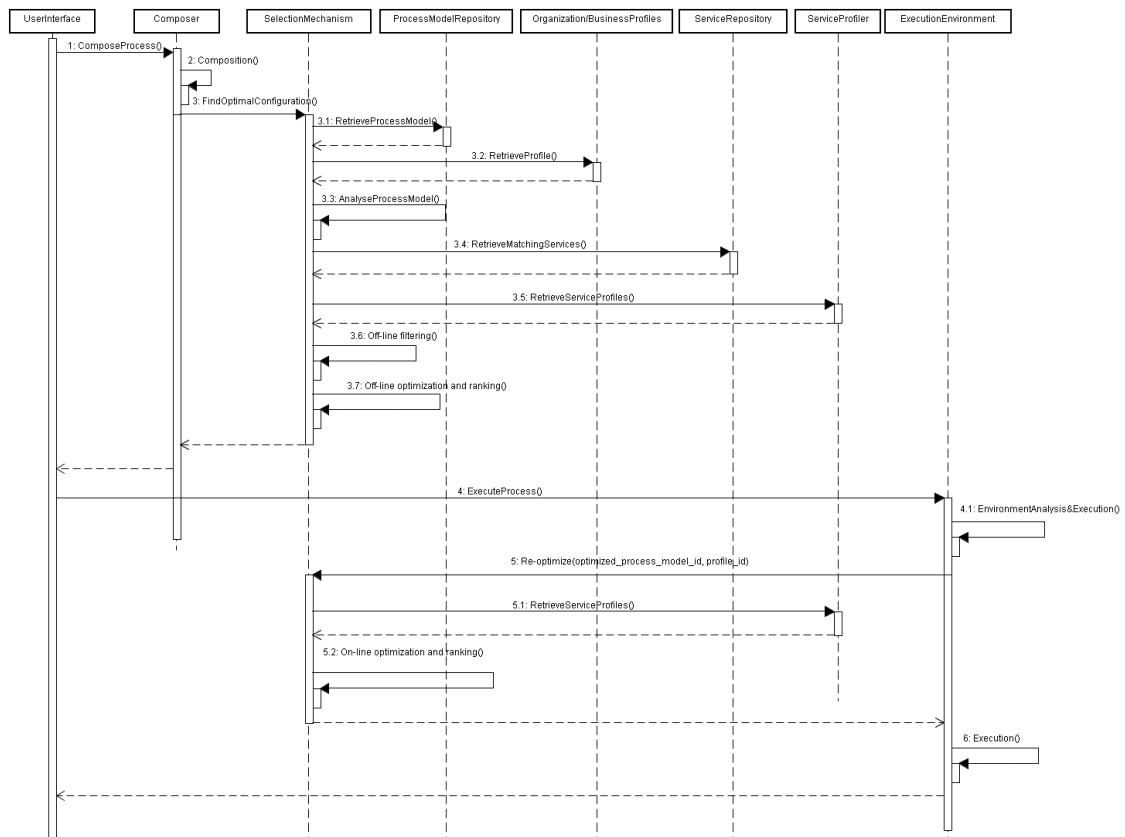 UserInterface
Composer
SelectionMechanism
ProcessModelRepository
Organization/BusinessProfiles
ServiceRepository
ServiceProfiler
ExecutionEnvironment
1: ComposeProcess()
2: Composition()
3: FindOptimalConfiguration()
3.1: RetrieveProcessModel()
3.2: RetrieveProfile()
3.3: AnalyseProcessModel()
3.4: RetrieveMatchingServices()
3.5: RetrieveServiceProfiles()
3.6: Off-line filtering()
3.7: Off-line optimization and ranking()
4: ExecuteProcess()
4.1: EnvironmentAnalysis&Execution()
5: Re-optimize(optimized_process_model_id, profile_id)
5.1: RetrieveServiceProfiles()
5.2: On-line optimization and ranking()
6: Execution()